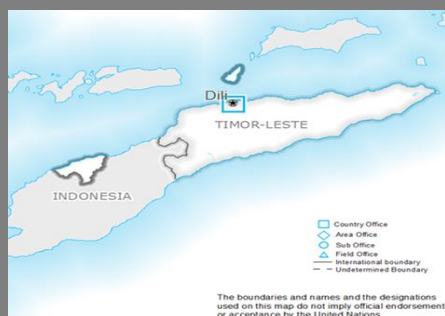 Dili
TIMOR-LESTE
INDONESIA
Country Office
Area Office
Sub Office
Field Office
International boundary
Undetermined Boundary
The boundaries and names and the designations
used on this map do not imply official endorsement
or acceptance by the United Nations